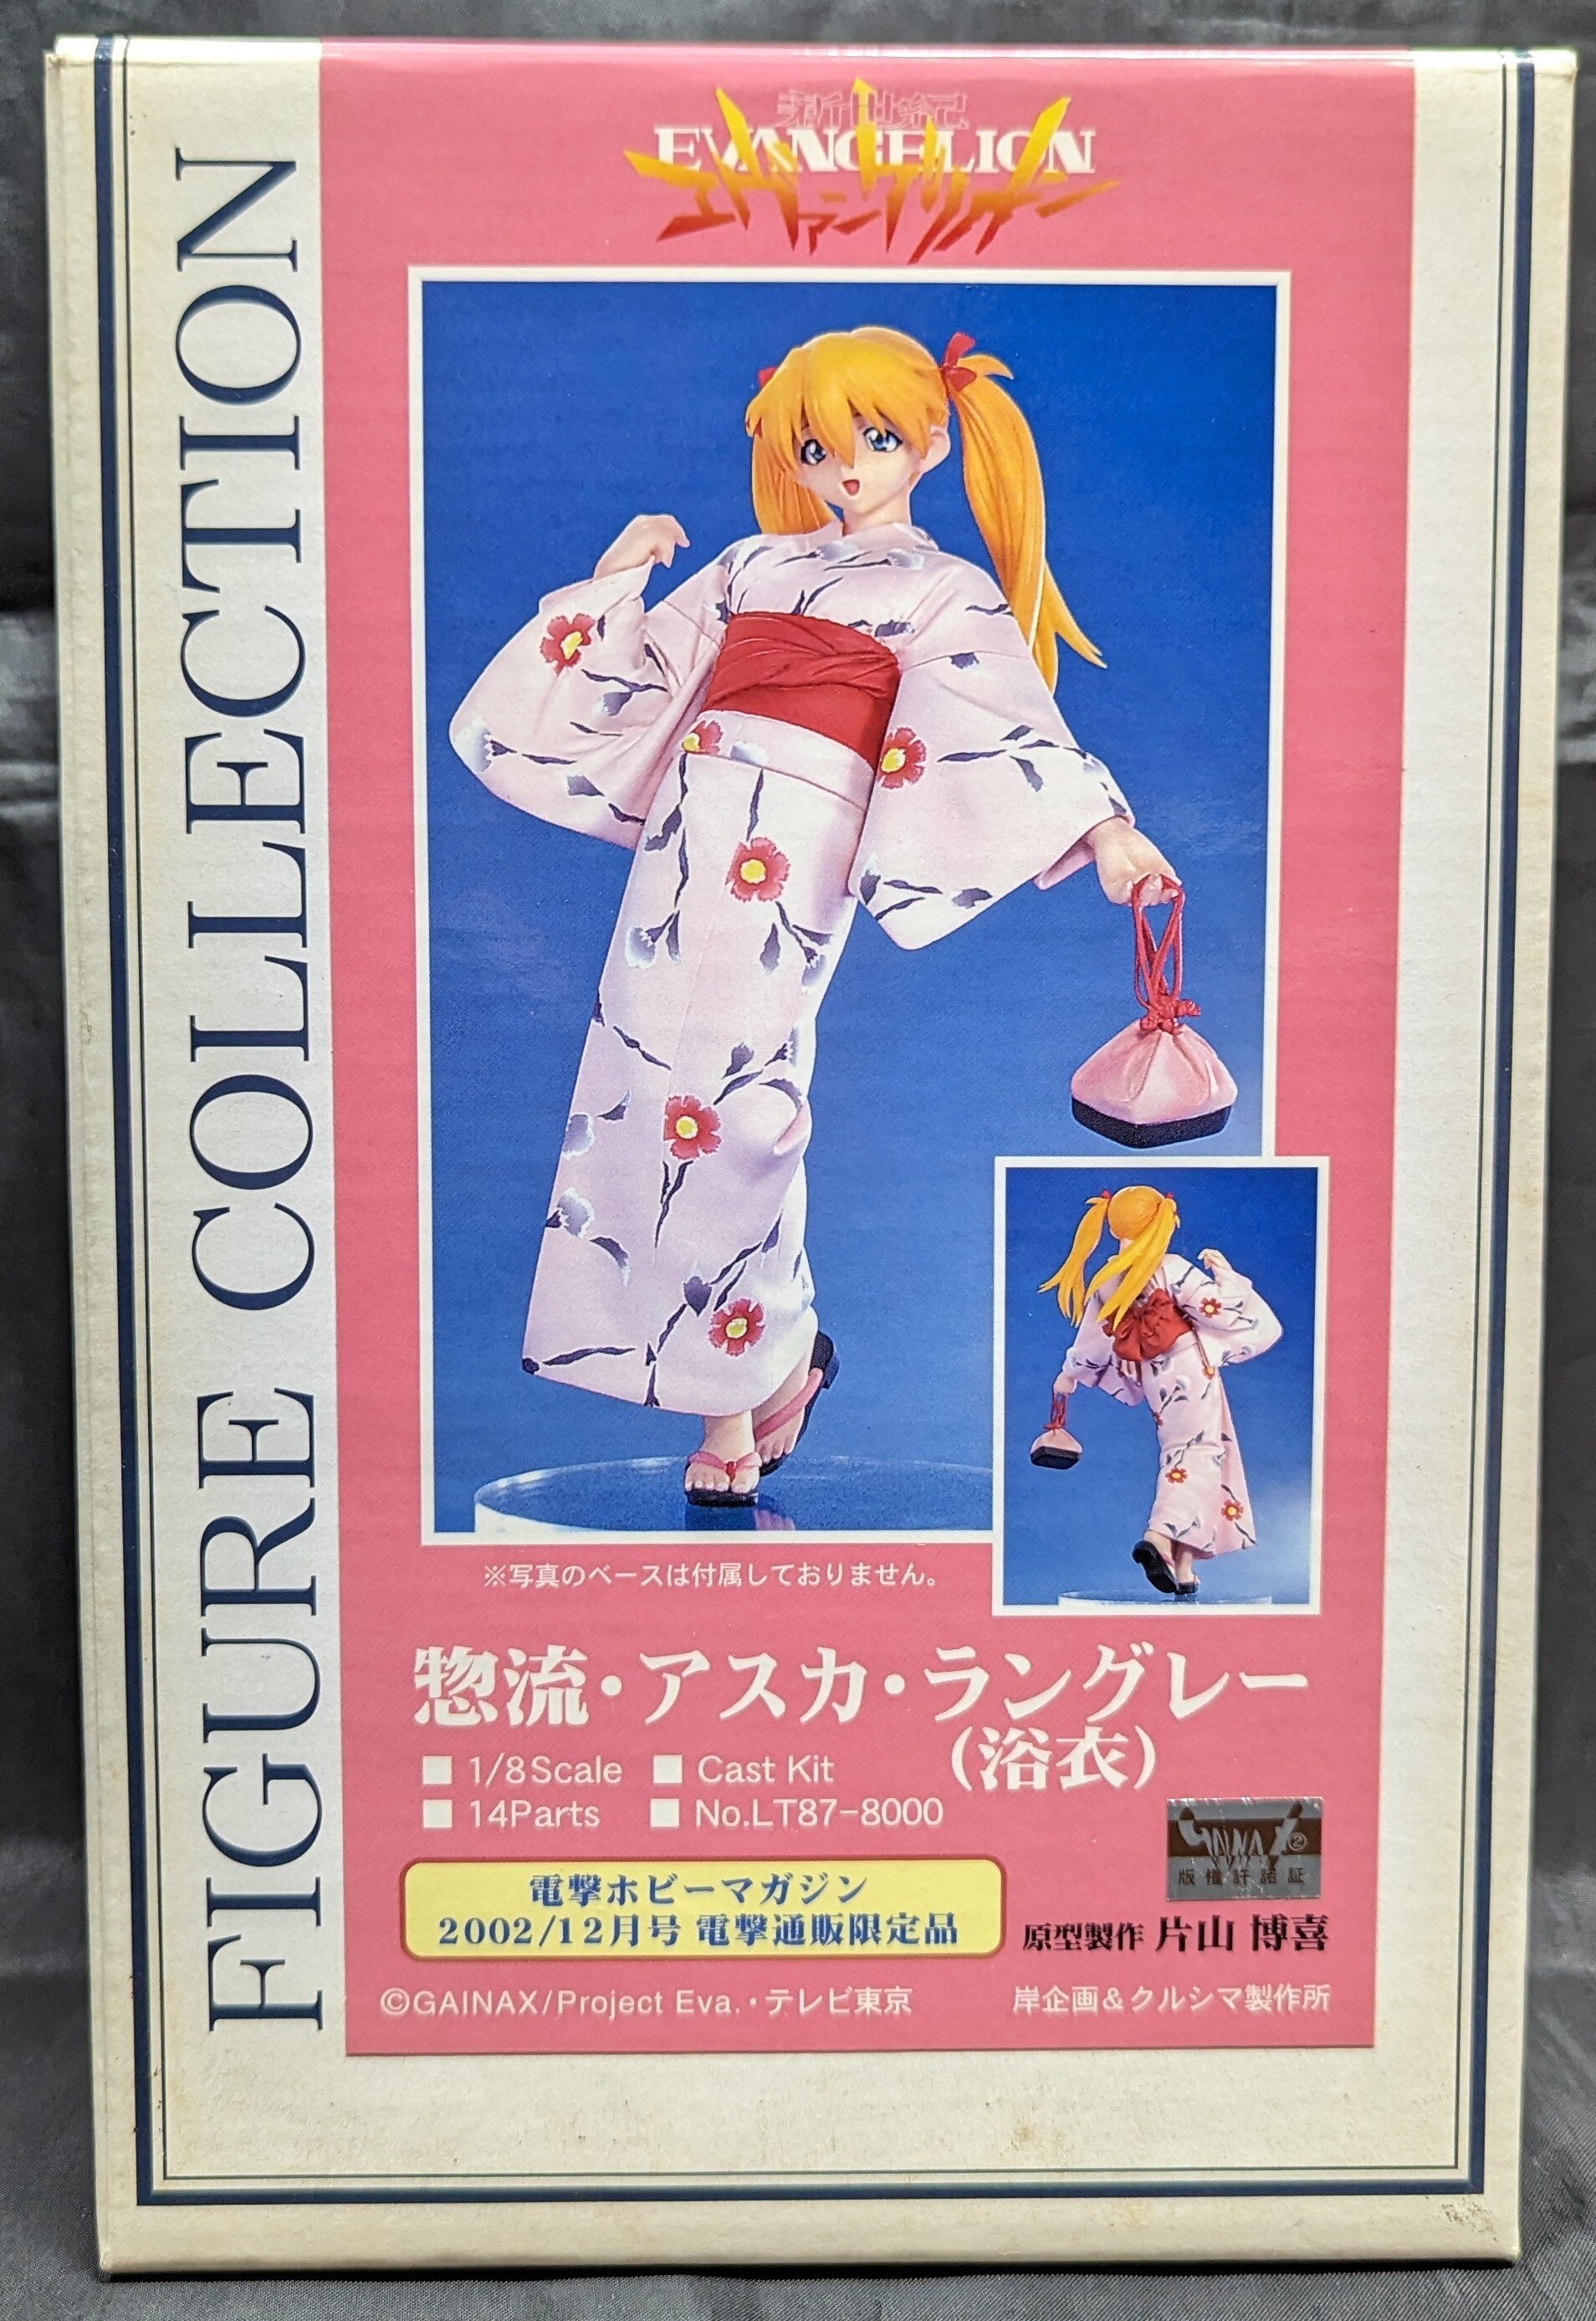 FIGURE COLLECTION
新世紀
EVANGELION
エヴァンゲリオン
※写真のベースは付属しておりません。
惣流・アスカ・ラングレー
(浴衣)
■ 1/8Scale ■ Cast Kit
■ 14Parts ■ No.LT87-8000
GAINAX ②
版権許諾証
電撃ホビーマガジン
2002/12月号 電撃通販限定品
原型製作 片山 博喜
©GAINAX/Project Eva.・テレビ東京
岸企画&クルシマ製作所